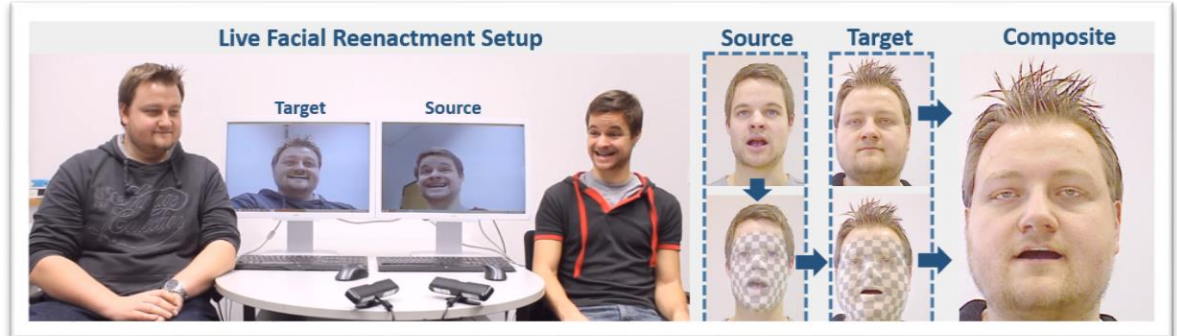 Live Facial Reenactment Setup
Target
Source
Source
Target
Composite